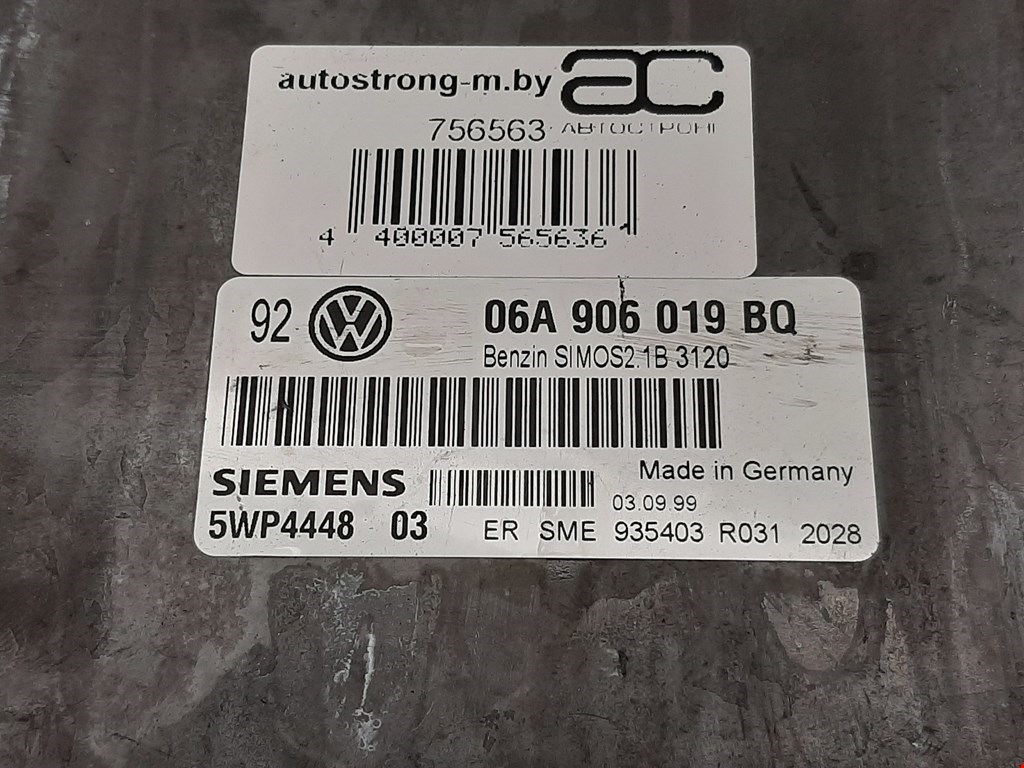 autostrong-m.by ac
756563 АВТОСТРОНГ
4 400007 565636 1
92 06A 906 019 BQ
Benzin SIMOS2.1B 3120
SIEMENS Made in Germany
03.09.99
5WP4448 03 ER SME 935403 R031 2028